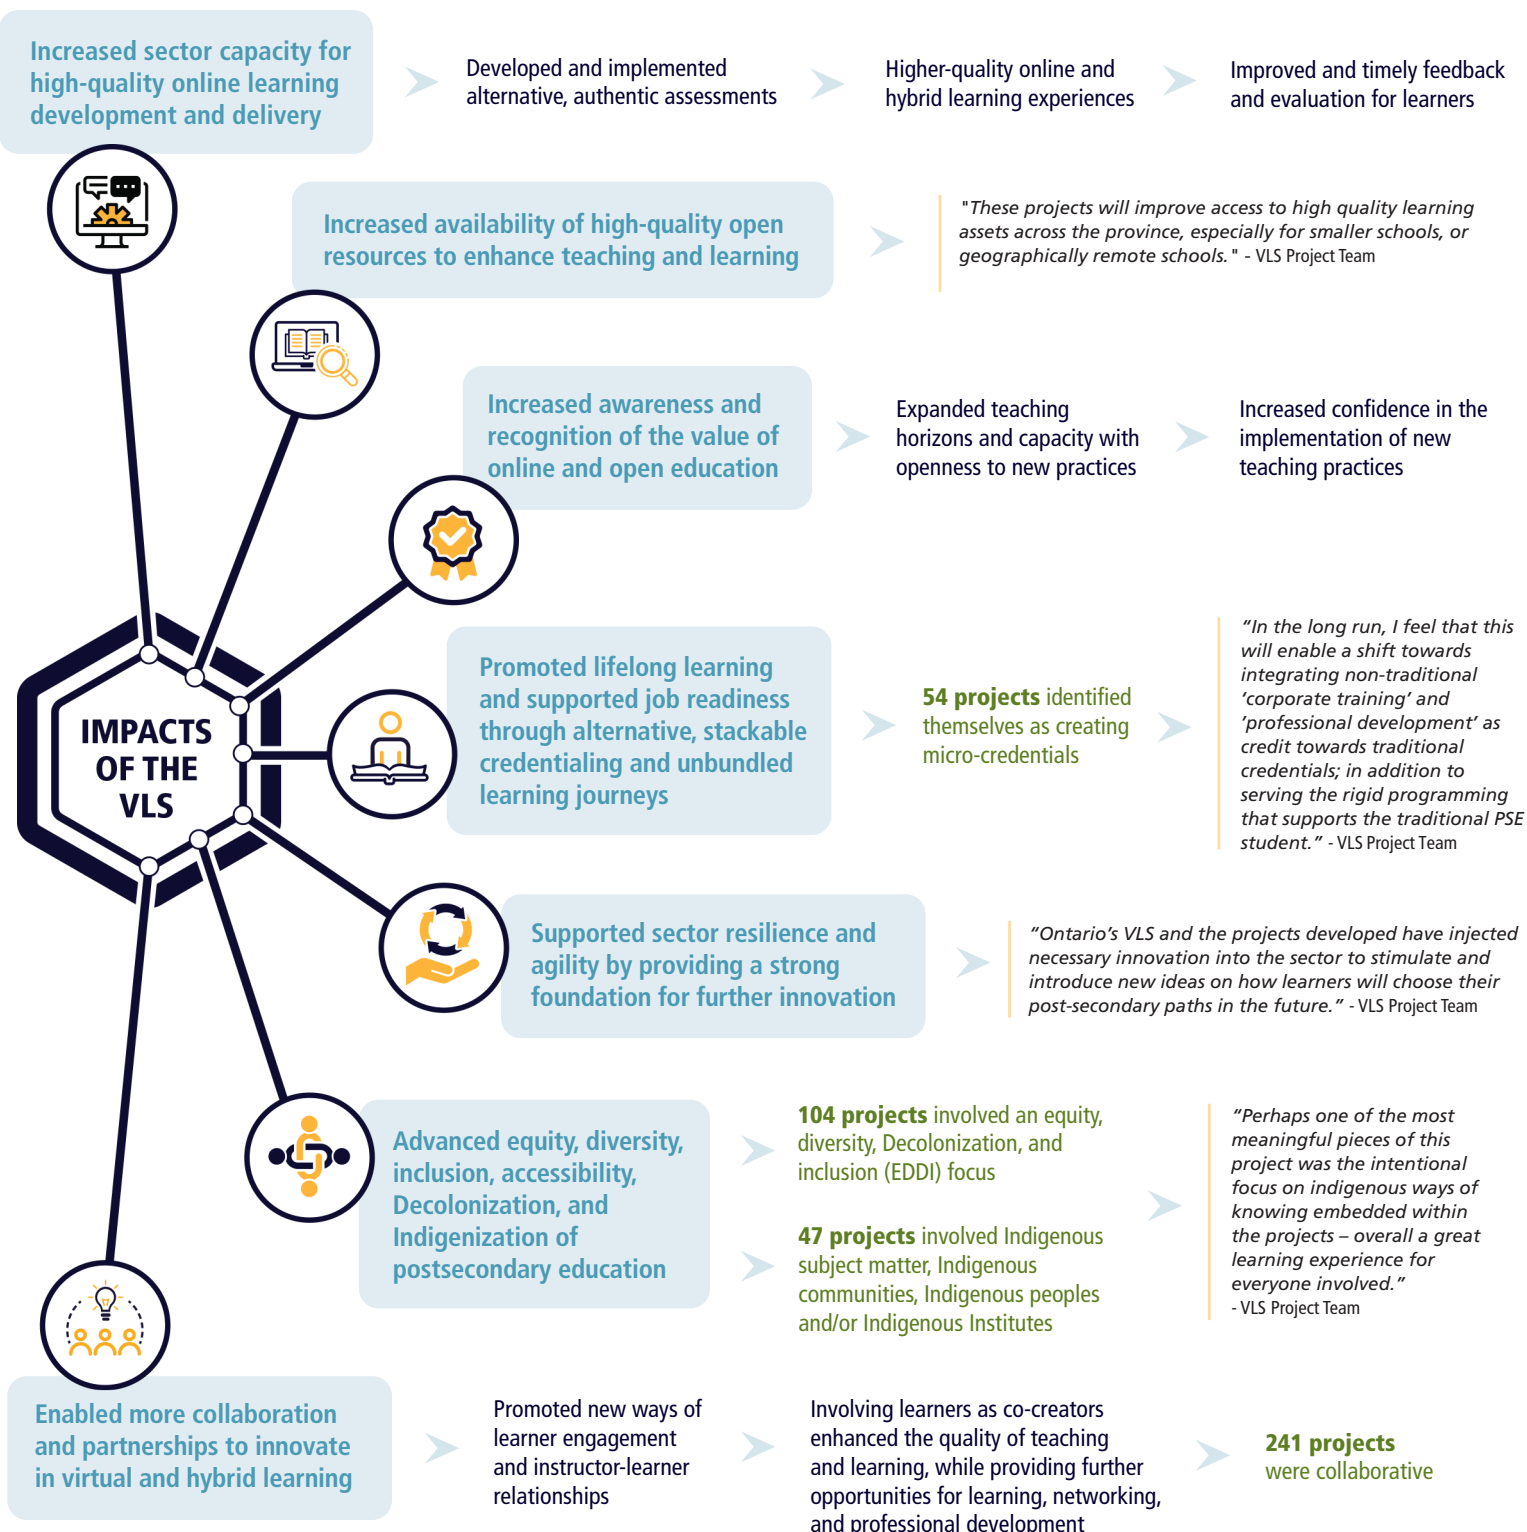 Increased sector capacity for
high-quality online learning
development and delivery
Developed and implemented
alternative, authentic assessments
Higher-quality online and
hybrid learning experiences
Improved and timely feedback
and evaluation for learners
Increased availability of high-quality open
resources to enhance teaching and learning
"These projects will improve access to high quality learning
assets across the province, especially for smaller schools, or
geographically remote schools." - VLS Project Team
Increased awareness and
recognition of the value of
online and open education
Expanded teaching
horizons and capacity with
openness to new practices
Increased confidence in the
implementation of new
teaching practices
IMPACTS
OF THE
VLS
Promoted lifelong learning
and supported job readiness
through alternative, stackable
credentialing and unbundled
learning journeys
54 projects identified
themselves as creating
micro-credentials
“In the long run, I feel that this
will enable a shift towards
integrating non-traditional
‘corporate training’ and
‘professional development’ as
credit towards traditional
credentials; in addition to
serving the rigid programming
that supports the traditional PSE
student.” - VLS Project Team
Supported sector resilience and
agility by providing a strong
foundation for further innovation
“Ontario’s VLS and the projects developed have injected
necessary innovation into the sector to stimulate and
introduce new ideas on how learners will choose their
post-secondary paths in the future.” - VLS Project Team
Advanced equity, diversity,
inclusion, accessibility,
Decolonization, and
Indigenization of
postsecondary education
104 projects involved an equity,
diversity, Decolonization, and
inclusion (EDDI) focus
47 projects involved Indigenous
subject matter, Indigenous
communities, Indigenous peoples
and/or Indigenous Institutes
“Perhaps one of the most
meaningful pieces of this
project was the intentional
focus on indigenous ways of
knowing embedded within
the projects – overall a great
learning experience for
everyone involved.”
- VLS Project Team
Enabled more collaboration
and partnerships to innovate
in virtual and hybrid learning
Promoted new ways of
learner engagement
and instructor-learner
relationships
Involving learners as co-creators
enhanced the quality of teaching
and learning, while providing further
opportunities for learning, networking,
and professional development
241 projects
were collaborative